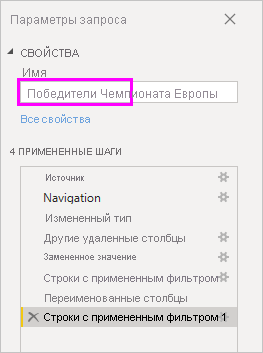 Параметры запроса
СВОЙСТВА
Имя
Победители Чемпионата Европы
Все свойства
4 ПРИМЕНЕННЫЕ ШАГИ
Источник
Navigation
Измененный тип
Другие удаленные столбцы
Замененное значение
Строки с примененным фильтром
Переименованные столбцы
Строки с примененным фильтром 1